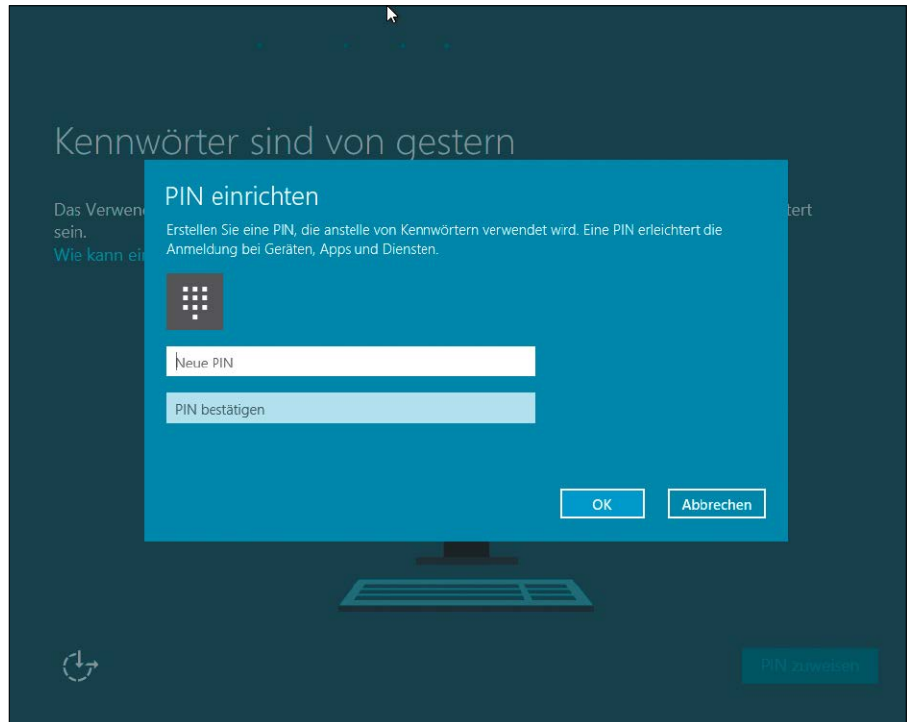 Kennwörter sind von gestern
Das Verwen
tert
sein.
Wie kann ei
PIN einrichten
Erstellen Sie eine PIN, die anstelle von Kennwörtern verwendet wird. Eine PIN erleichtert die
Anmeldung bei Geräten, Apps und Diensten.
Neue PIN
PIN bestätigen
OK
Abbrechen
PIN zuweisen